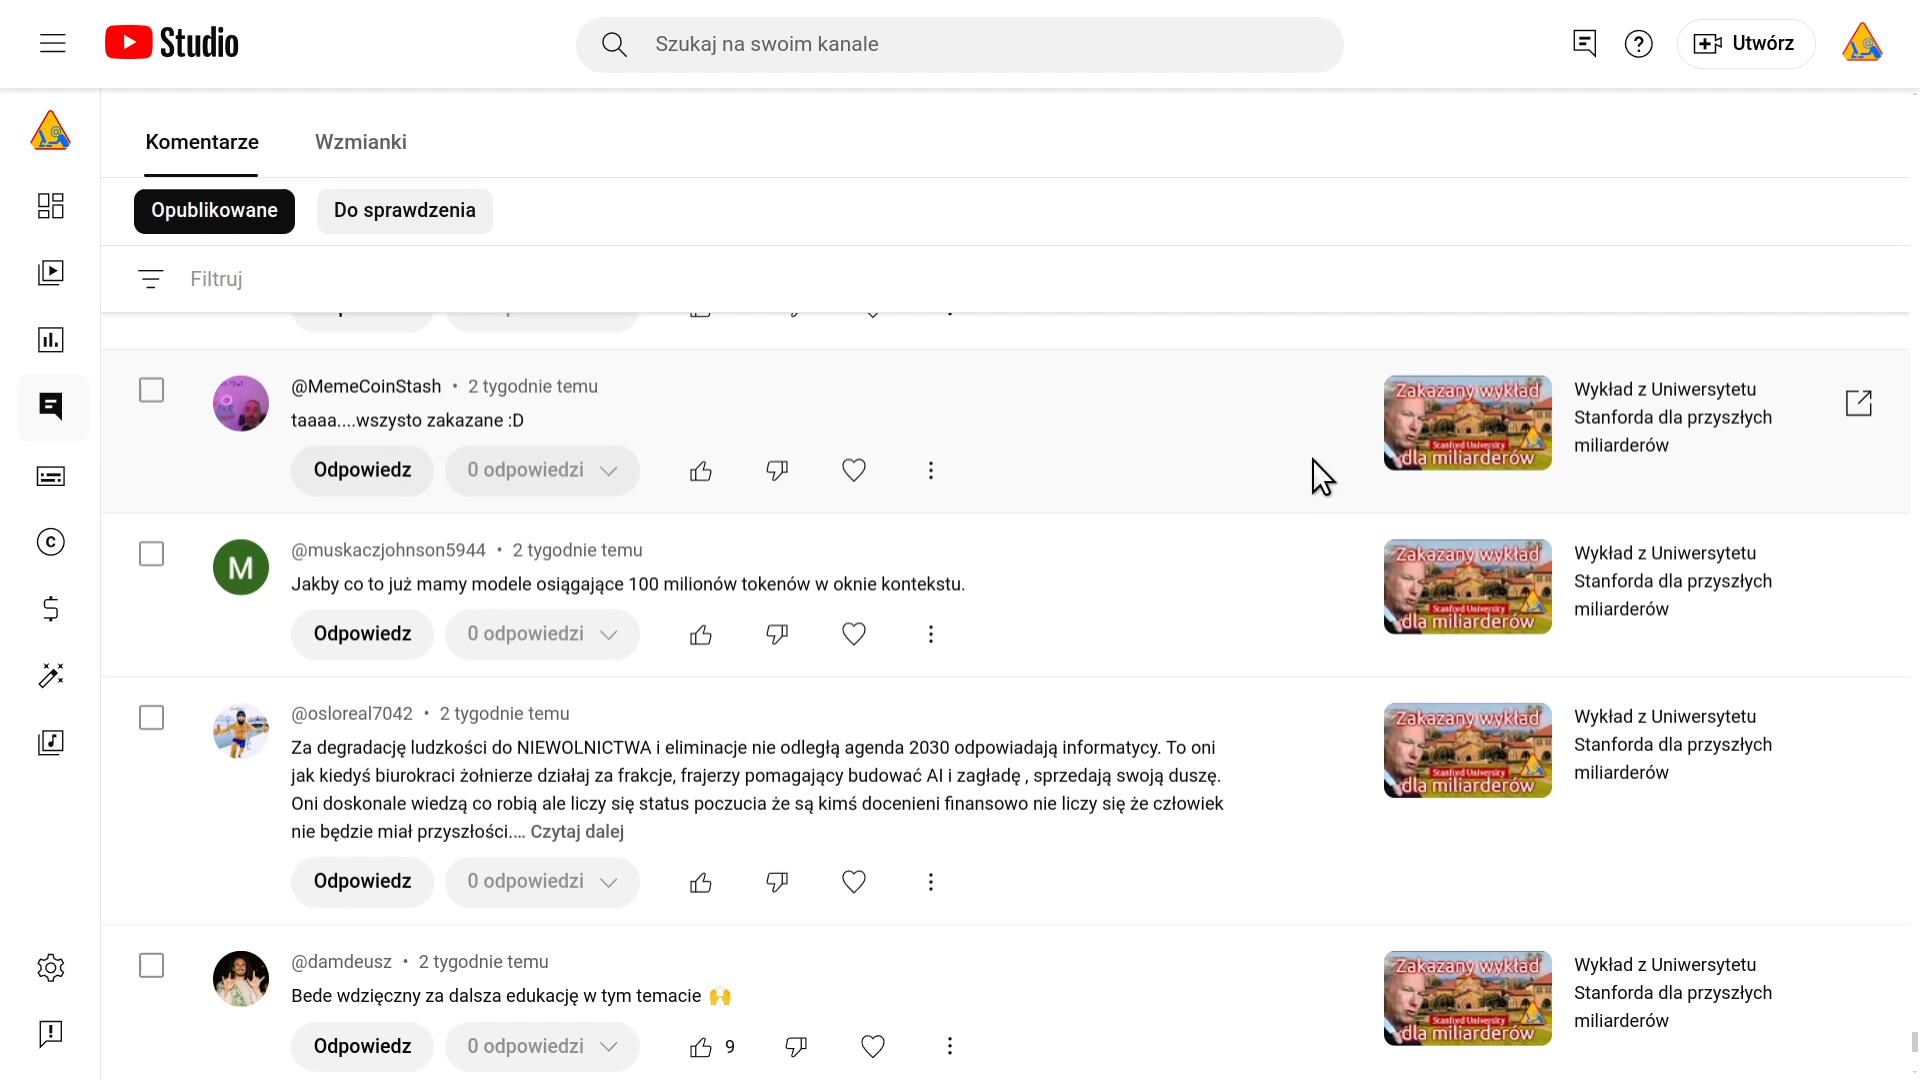 Studio
Szukaj na swoim kanale
Utwórz
Komentarze
Wzmianki
Opublikowane
Do sprawdzenia
Filtruj
@MemeCoinStash • 2 tygodnie temu
taaaa....wszysto zakazane :D
Odpowiedz
0 odpowiedzi
Zakazany wykład
Stanford University
dla miliarderów
Wykład z Uniwersytetu
Stanforda dla przyszłych
miliarderów
M
@muskaczjohnson5944 • 2 tygodnie temu
Jakby co to już mamy modele osiągające 100 milionów tokenów w oknie kontekstu.
Odpowiedz
0 odpowiedzi
Zakazany wykład
Stanford University
dla miliarderów
Wykład z Uniwersytetu
Stanforda dla przyszłych
miliarderów
@osloreal7042 • 2 tygodnie temu
Za degradację ludzkości do NIEWOLNICTWA i eliminacje nie odległą agenda 2030 odpowiadają informatycy. To oni
jak kiedyś biurokraci żołnierze działaj za frakcje, frajerzy pomagający budować AI i zagładę , sprzedają swoją duszę.
Oni doskonale wiedzą co robią ale liczy się status poczucia że są kimś docenieni finansowo nie liczy się że człowiek
nie będzie miał przyszłości.... Czytaj dalej
Odpowiedz
0 odpowiedzi
Zakazany wykład
Stanford University
dla miliarderów
Wykład z Uniwersytetu
Stanforda dla przyszłych
miliarderów
@damdeusz • 2 tygodnie temu
Bede wdzięczny za dalsza edukację w tym temacie 🙌
Odpowiedz
0 odpowiedzi
9
Zakazany wykład
Stanford University
dla miliarderów
Wykład z Uniwersytetu
Stanforda dla przyszłych
miliarderów